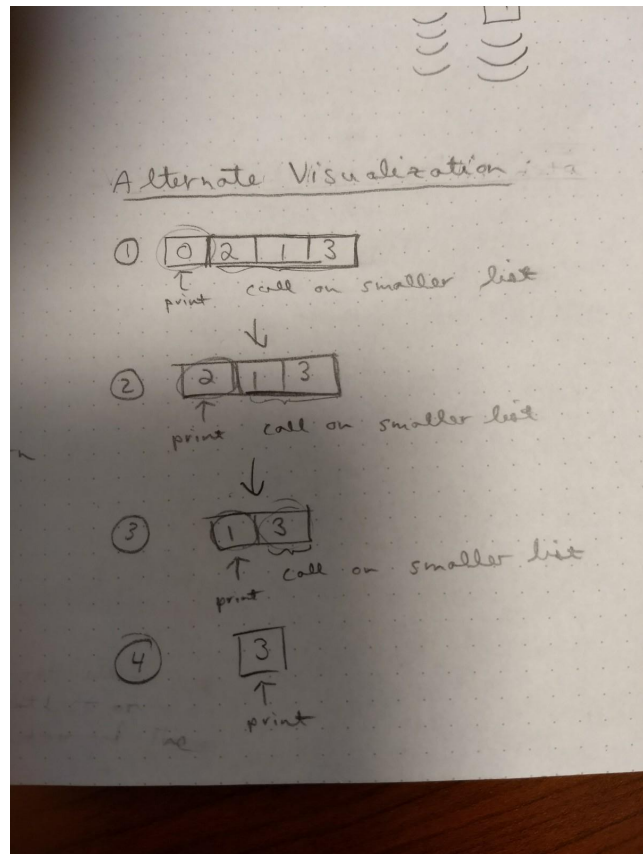 Alternate Visualization
① 0 2 1 3
print call on smaller list
② 2 1 3
print call on smaller list
③ 1 3
print call on smaller list
④ 3
print